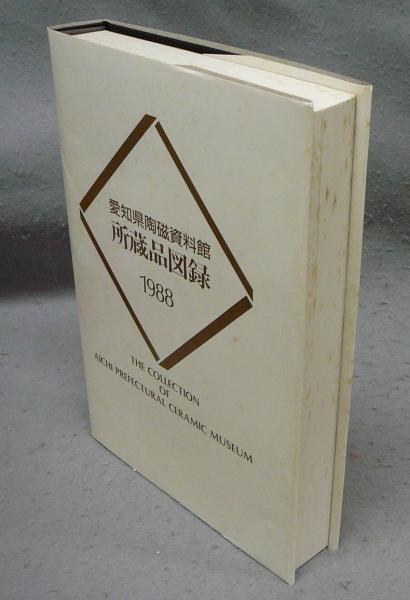 愛知県陶磁資料館
所蔵品図録
1988
THE COLLECTION
OF
AICHI PREFECTURAL CERAMIC MUSEUM